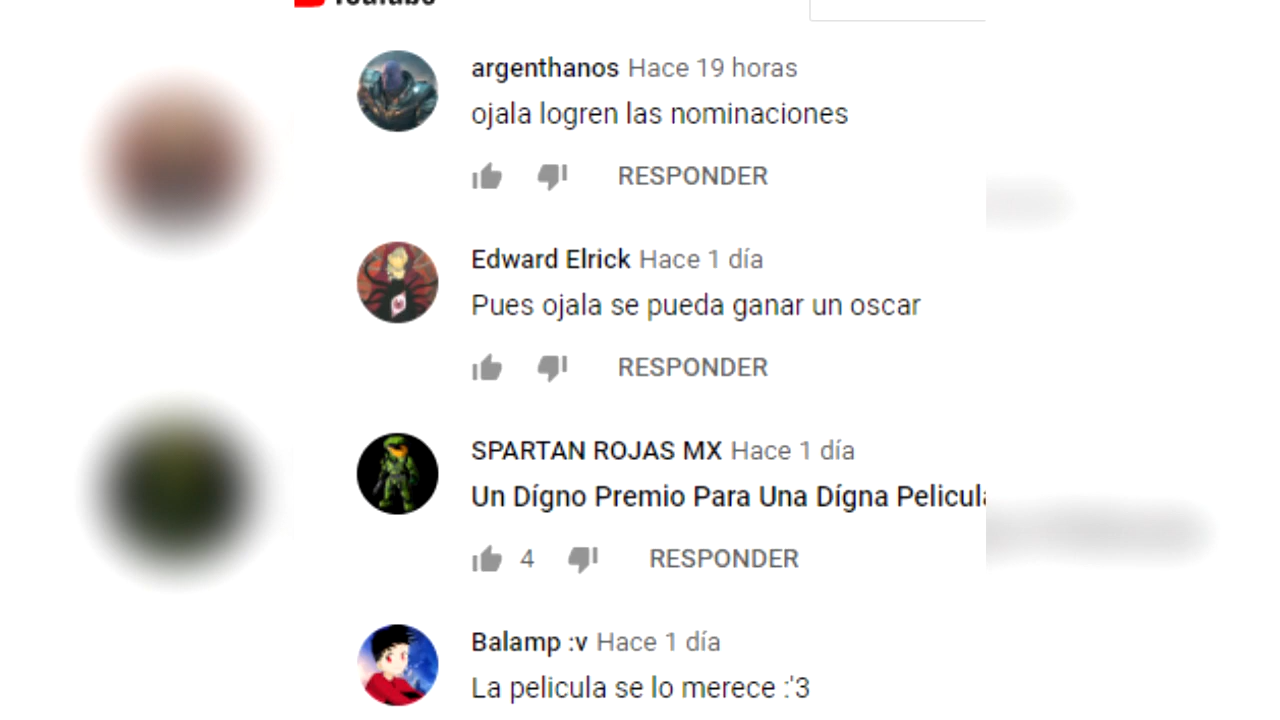 YouTube
argenthanos Hace 19 horas
ojala logren las nominaciones
RESPONDER
Edward Elrick Hace 1 día
Pues ojala se pueda ganar un oscar
RESPONDER
SPARTAN ROJAS MX Hace 1 día
Un Dígno Premio Para Una Dígna Pelicula
4 RESPONDER
Balamp :v Hace 1 día
La pelicula se lo merece :'3